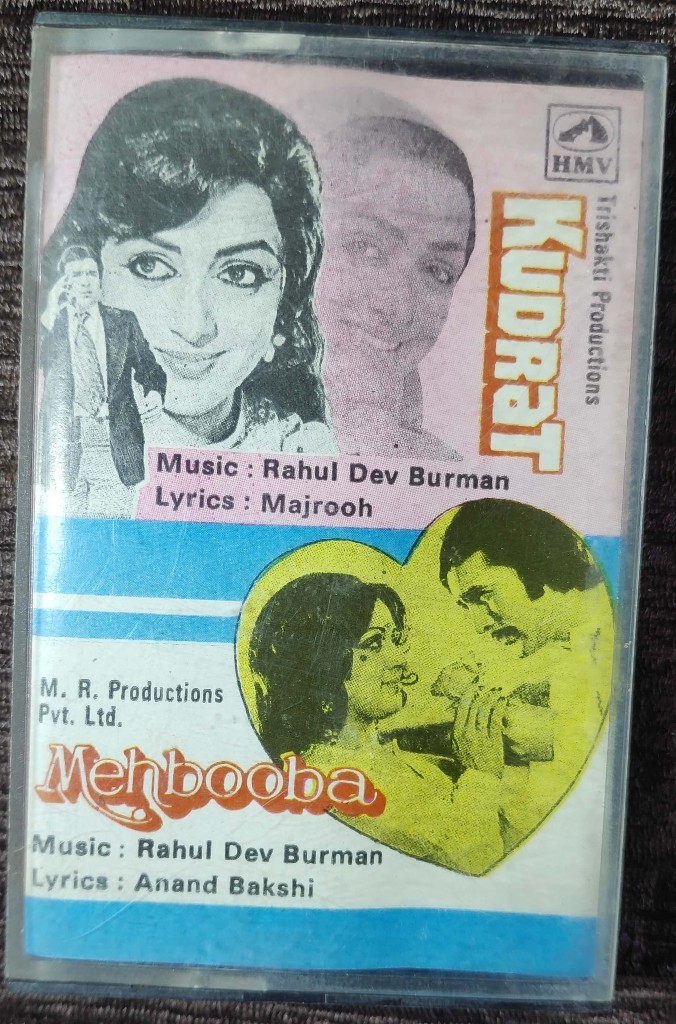 HMV
Trishakti Productions
KUDRaT
Music : Rahul Dev Burman
Lyrics : Majrooh
M. R. Productions
Pvt. Ltd.
Mehbooba
Music : Rahul Dev Burman
Lyrics : Anand Bakshi